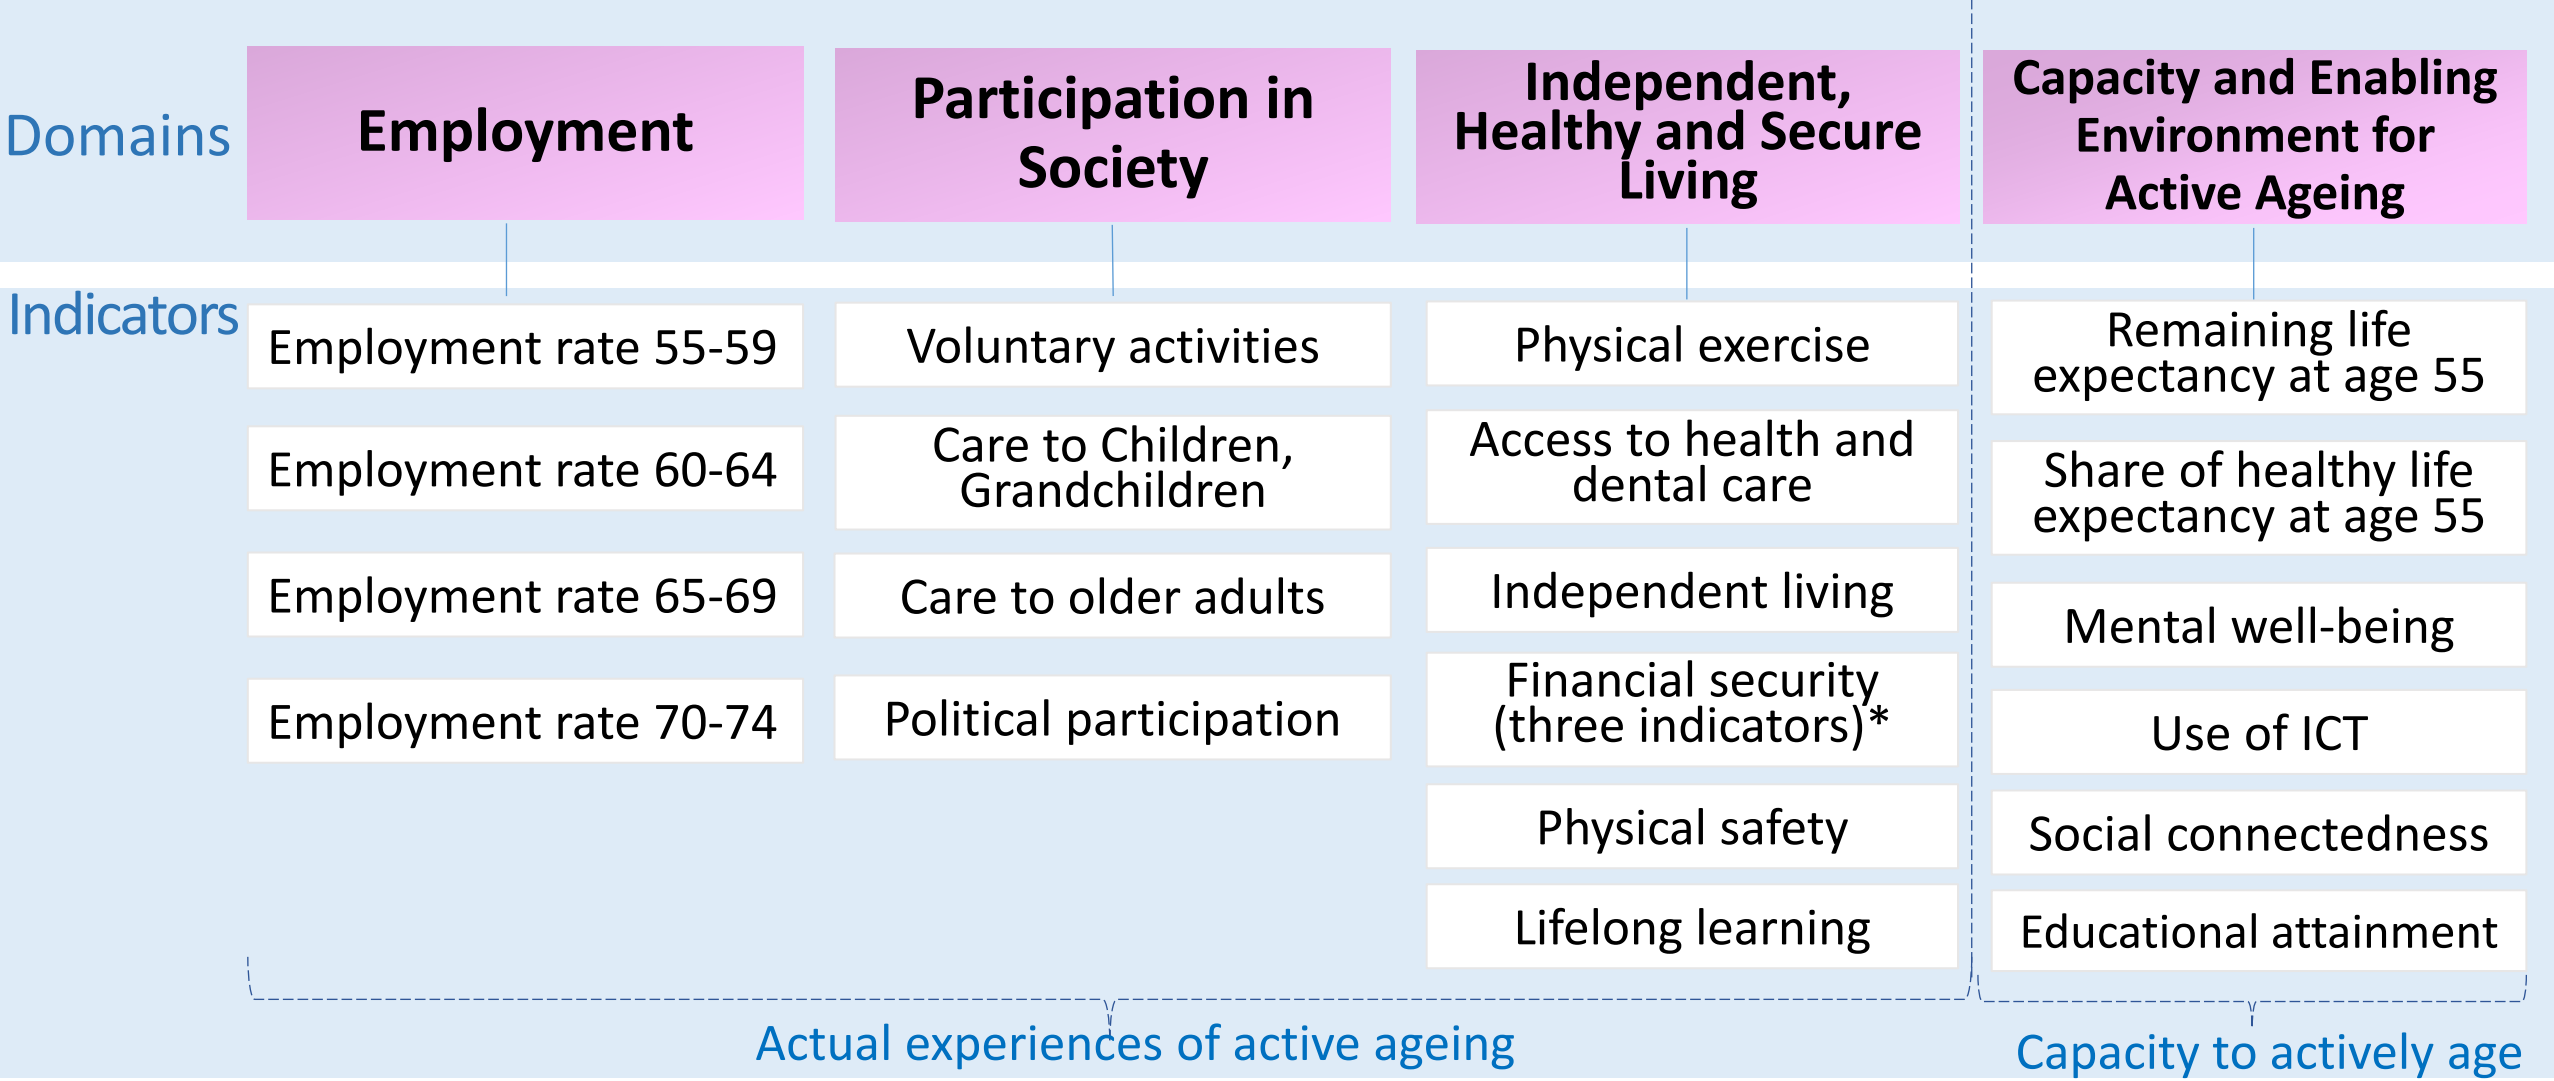 Domains
Employment
Participation in
Society
Independent,
Healthy and Secure
Living
Capacity and Enabling
Environment for
Active Ageing
Indicators
Employment rate 55-59
Employment rate 60-64
Employment rate 65-69
Employment rate 70-74
Voluntary activities
Care to Children,
Grandchildren
Care to older adults
Political participation
Physical exercise
Access to health and
dental care
Independent living
Financial security
(three indicators)*
Physical safety
Lifelong learning
Remaining life
expectancy at age 55
Share of healthy life
expectancy at age 55
Mental well-being
Use of ICT
Social connectedness
Educational attainment
Actual experiences of active ageing
Capacity to actively age